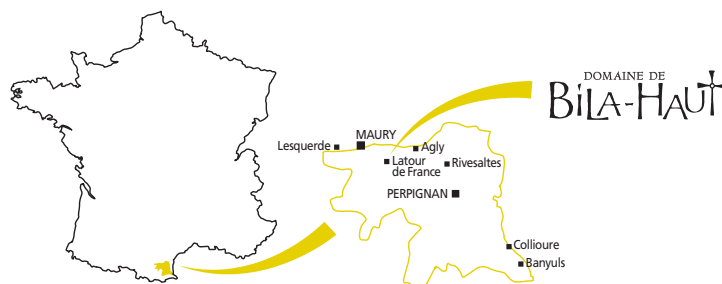 DOMAINE DE
BiLA-HAUT
MAURY
Lesquerde
Agly
Latour
de France
Rivesaltes
PERPIGNAN
Collioure
Banyuls